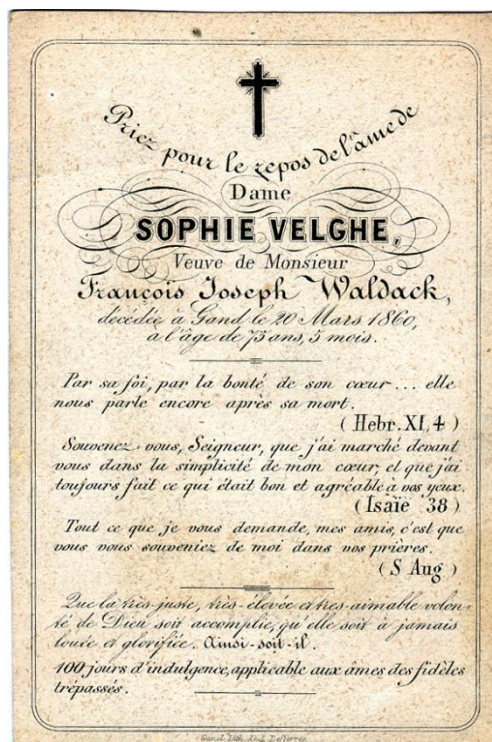 Priez pour le repos de l'âme de
Dame
SOPHIE VELGHE,
Veuve de Monsieur
François Joseph Waldack,
décédée à Gand le 20 Mars 1860,
a l'âge de 75 ans, 5 mois.
Par sa foi, par la bonté de son cœur... elle
nous parle encore après sa mort.
(Hebr. XI, 4)
Souvenez-vous, Seigneur, que j'ai marché devant
vous dans la simplicité de mon cœur, et que j'ai
toujours fait ce qui était bon et agréable à vos yeux.
(Isaïe 38)
Tout ce que je vous demande, mes amis, c'est que
vous vous souveniez de moi dans vos prières.
(S Aug)
Que la très-juste, très-élevée et très-aimable volon-
té de Dieu soit accomplie, qu'elle soit à jamais
louée et glorifiée. Ainsi-soit-il.
100 jours d'indulgence, applicable aux âmes des fidèles
trépassés.
Gand, Lith.